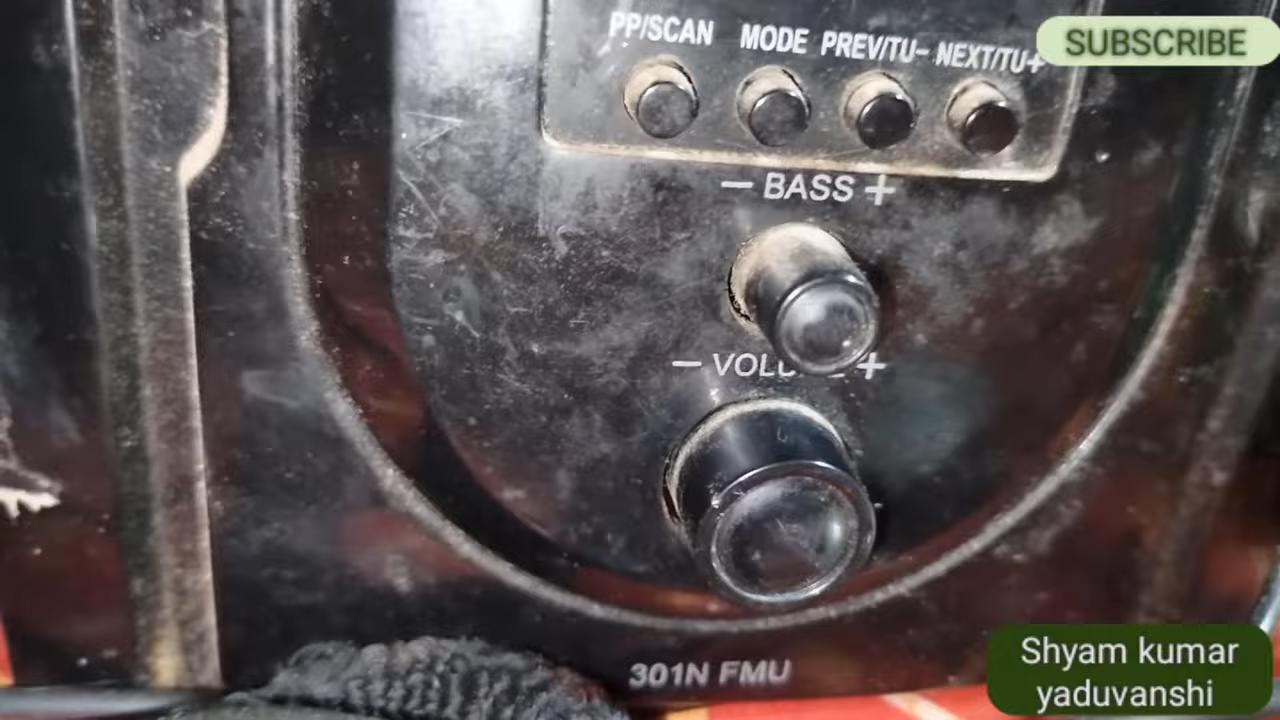 PP/SCAN MODE PREV/TU- NEXT/TU+
SUBSCRIBE
- BASS +
- +
301N FMU
Shyam kumar
yaduvanshi